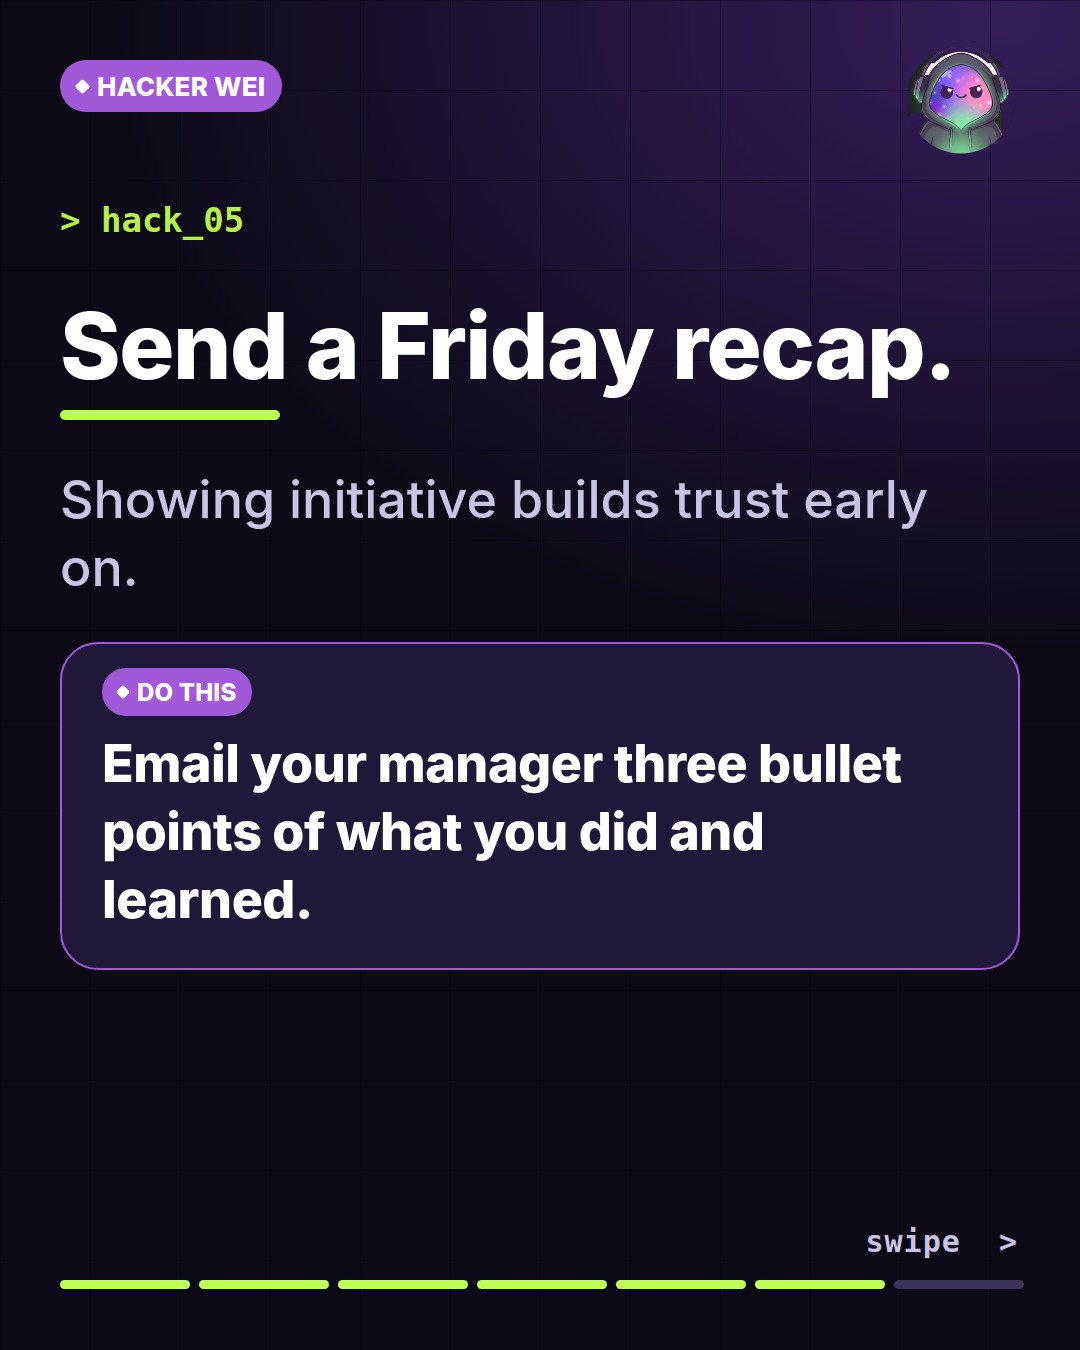 HACKER WEI
> hack_05
Send a Friday recap.
Showing initiative builds trust early
on.
DO THIS
Email your manager three bullet
points of what you did and
learned.
swipe >